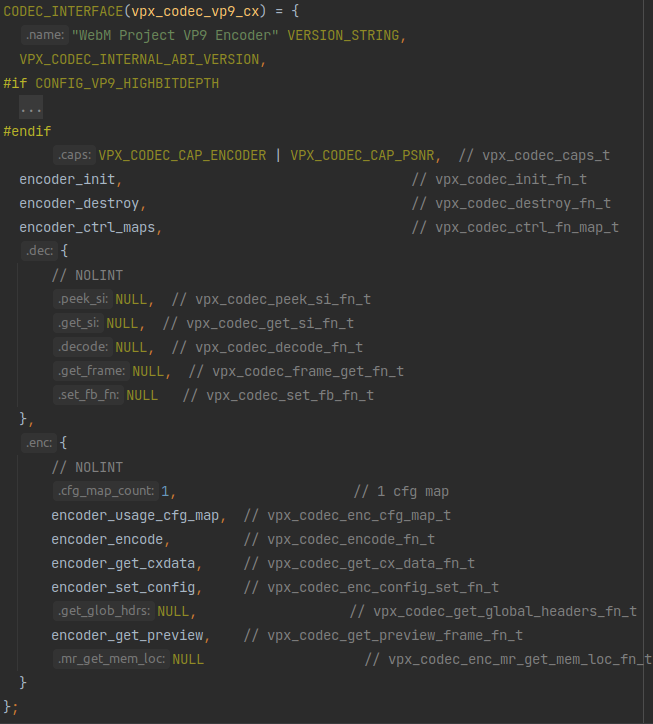 CODEC_INTERFACE(vpx_codec_vp9_cx) = {
  .name: "WebM Project VP9 Encoder" VERSION_STRING,
  VPX_CODEC_INTERNAL_ABI_VERSION,
#if CONFIG_VP9_HIGHBITDEPTH
  ...
#endif
      .caps: VPX_CODEC_CAP_ENCODER | VPX_CODEC_CAP_PSNR,  // vpx_codec_caps_t
  encoder_init,                                  // vpx_codec_init_fn_t
  encoder_destroy,                               // vpx_codec_destroy_fn_t
  encoder_ctrl_maps,                             // vpx_codec_ctrl_fn_map_t
  .dec: {
      // NOLINT
      .peek_si: NULL,  // vpx_codec_peek_si_fn_t
      .get_si: NULL,  // vpx_codec_get_si_fn_t
      .decode: NULL,  // vpx_codec_decode_fn_t
      .get_frame: NULL,  // vpx_codec_frame_get_fn_t
      .set_fb_fn: NULL   // vpx_codec_set_fb_fn_t
  },
  .enc: {
      // NOLINT
      .cfg_map_count: 1,                      // 1 cfg map
      encoder_usage_cfg_map,  // vpx_codec_enc_cfg_map_t
      encoder_encode,         // vpx_codec_encode_fn_t
      encoder_get_cxdata,     // vpx_codec_get_cx_data_fn_t
      encoder_set_config,     // vpx_codec_enc_config_set_fn_t
      .get_glob_hdrs: NULL,                   // vpx_codec_get_global_headers_fn_t
      encoder_get_preview,    // vpx_codec_get_preview_frame_fn_t
      .mr_get_mem_loc: NULL                    // vpx_codec_enc_mr_get_mem_loc_fn_t
  }
};